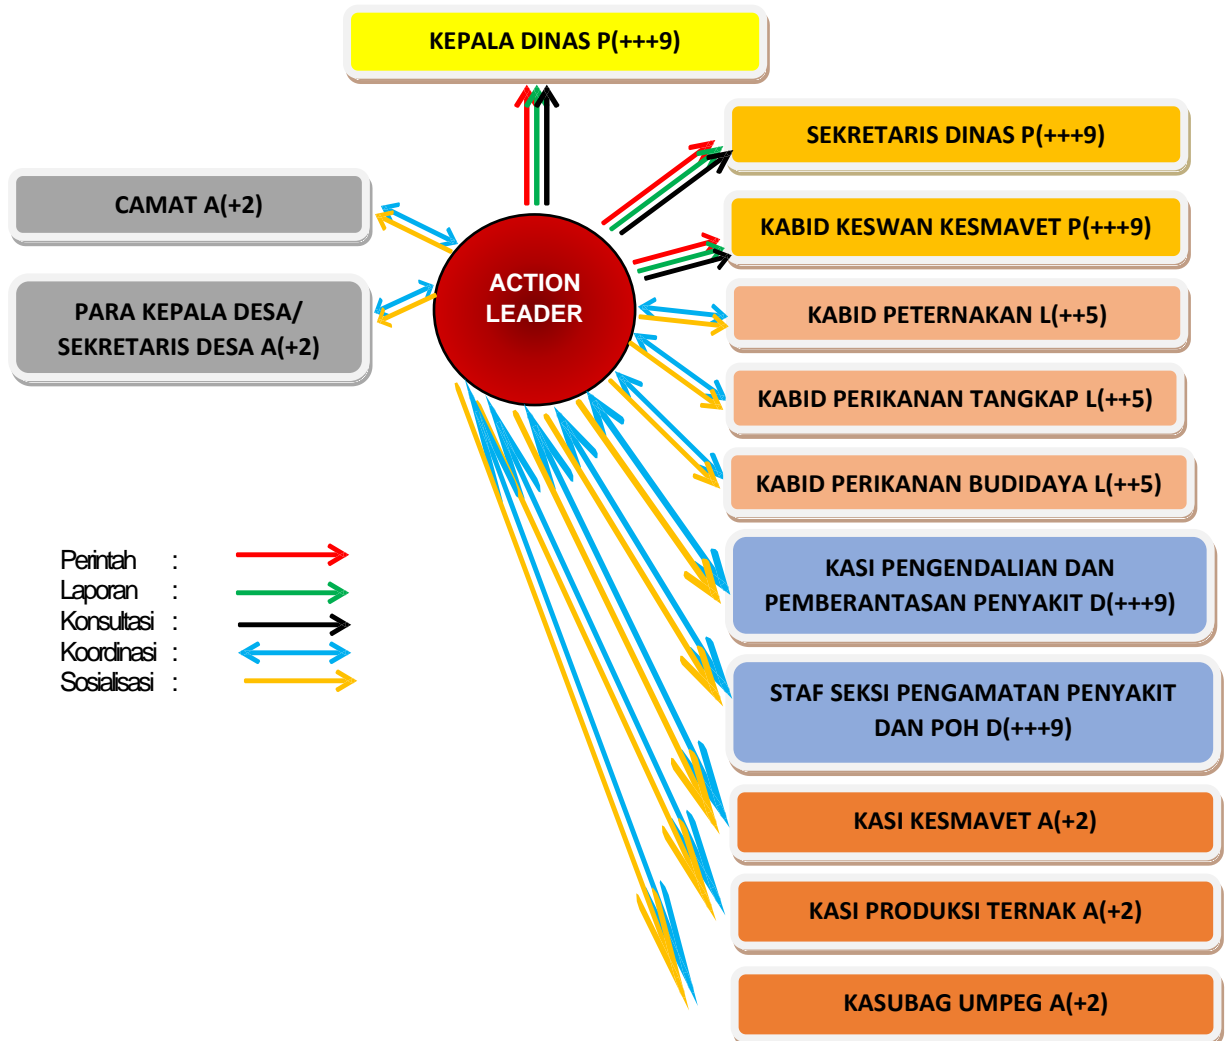 KEPALA DINAS P(+++9)
SEKRETARIS DINAS P(+++9)
CAMAT A(+2)
KABID KESWAN KESMAVET P(+++9)
ACTION
LEADER
PARA KEPALA DESA/
SEKRETARIS DESA A(+2)
KABID PETERNAKAN L(++5)
KABID PERIKANAN TANGKAP L(++5)
KABID PERIKANAN BUDIDAYA L(++5)
Perintah :
Laporan :
Konsultasi :
Koordinasi :
Sosialisasi :
KASI PENGENDALIAN DAN
PEMBERANTASAN PENYAKIT D(+++9)
STAF SEKSI PENGAMATAN PENYAKIT
DAN POH D(+++9)
KASI KESMAVET A(+2)
KASI PRODUKSI TERNAK A(+2)
KASUBAG UMPEG A(+2)